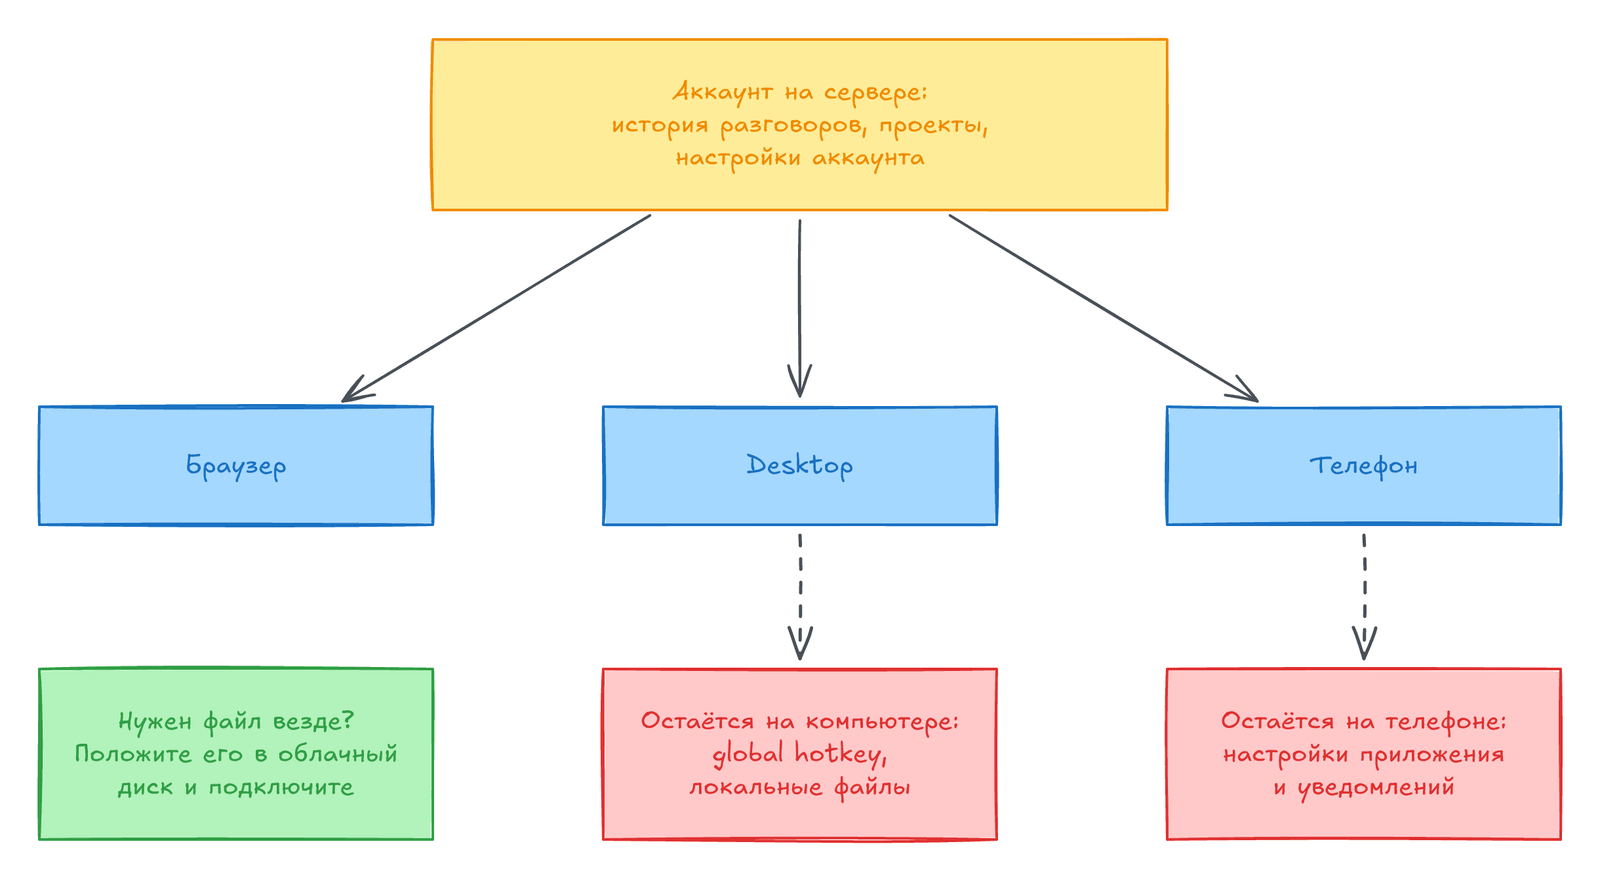 Аккаунт на сервере:
история разговоров, проекты,
настройки аккаунта
Браузер
Desktop
Телефон
Нужен файл везде?
Положите его в облачный
диск и подключите
Остаётся на компьютере:
global hotkey,
локальные файлы
Остаётся на телефоне:
настройки приложения
и уведомлений